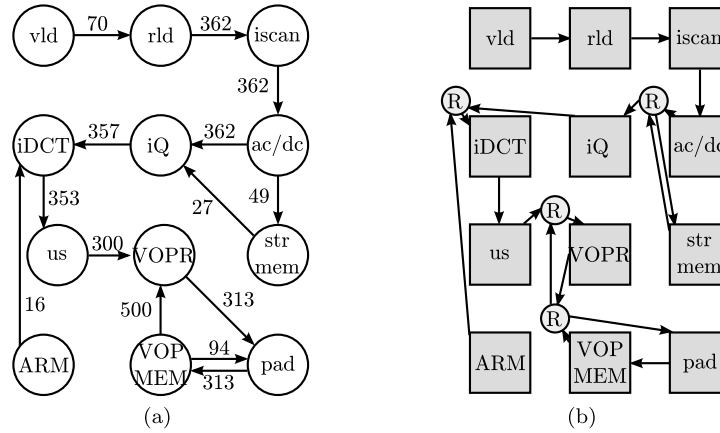 vld 70 rld 362 iscan
362
iDCT 357 iQ 362 ac/dc
353 27 49
us 300 VOPR str mem
16 500 313
ARM VOP MEM 94 313 pad
(a)
vld rld iscan
R R
iDCT iQ ac/dc
R
us VOPR str mem
R
ARM VOP MEM pad
(b)